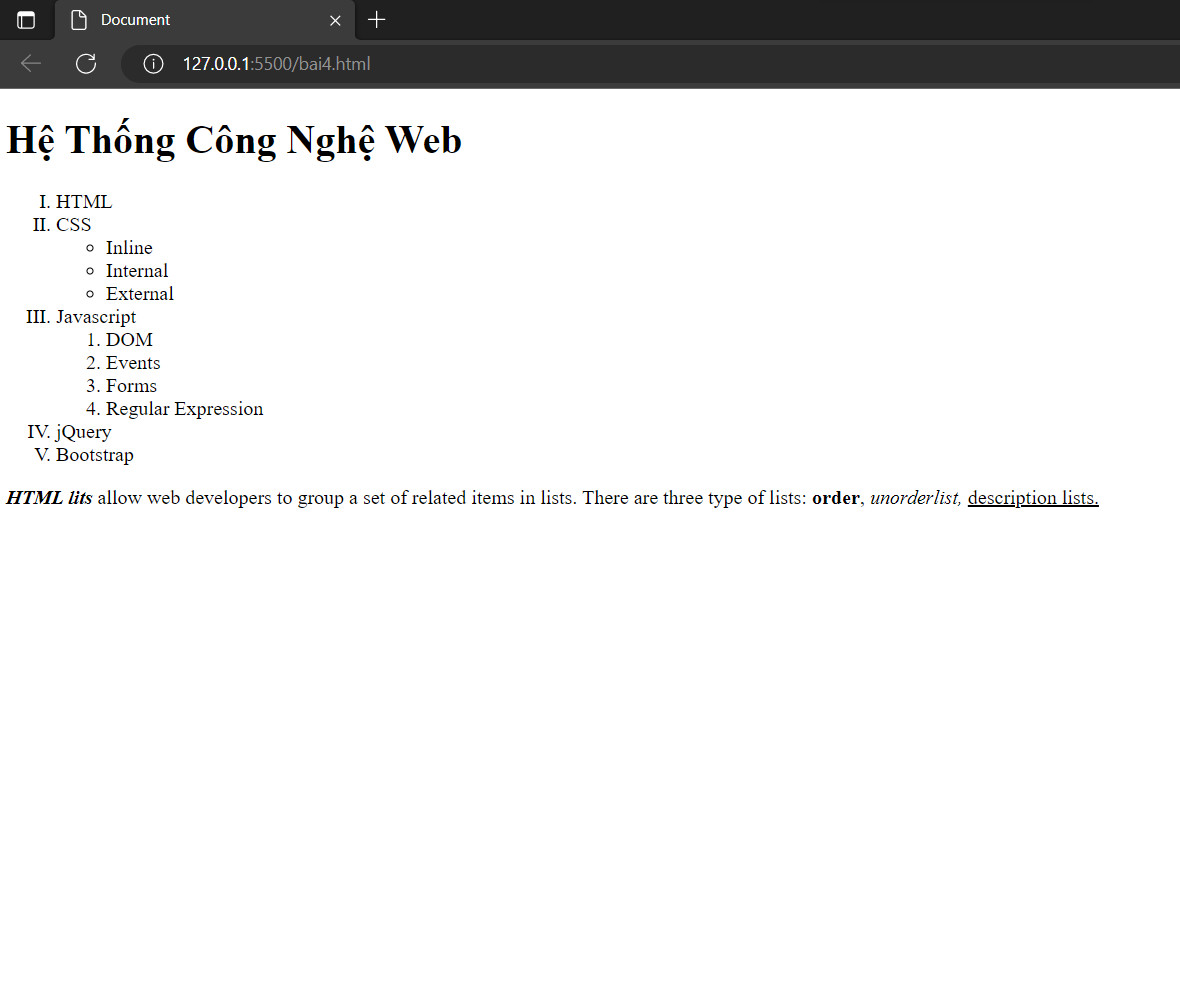 Document
127.0.0.1:5500/bai4.html
Hệ Thống Công Nghệ Web
I. HTML
II. CSS
Inline
Internal
External
III. Javascript
1. DOM
2. Events
3. Forms
4. Regular Expression
IV. jQuery
V. Bootstrap
HTML lits allow web developers to group a set of related items in lists. There are three type of lists: order, unorderlist, description lists.